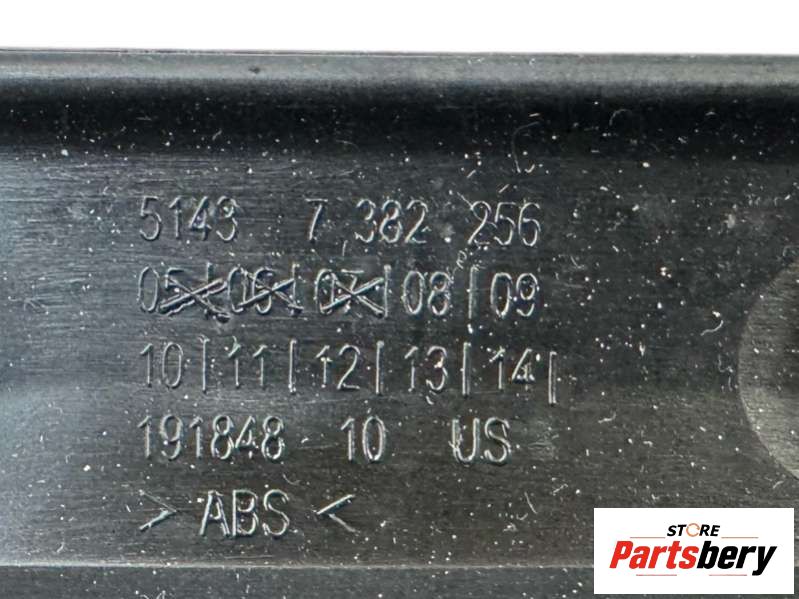 5143 7 382 256
05|06|07|08|09
10|11|12|13|14|
191848 10 US
> ABS <
STORE
Partsbery